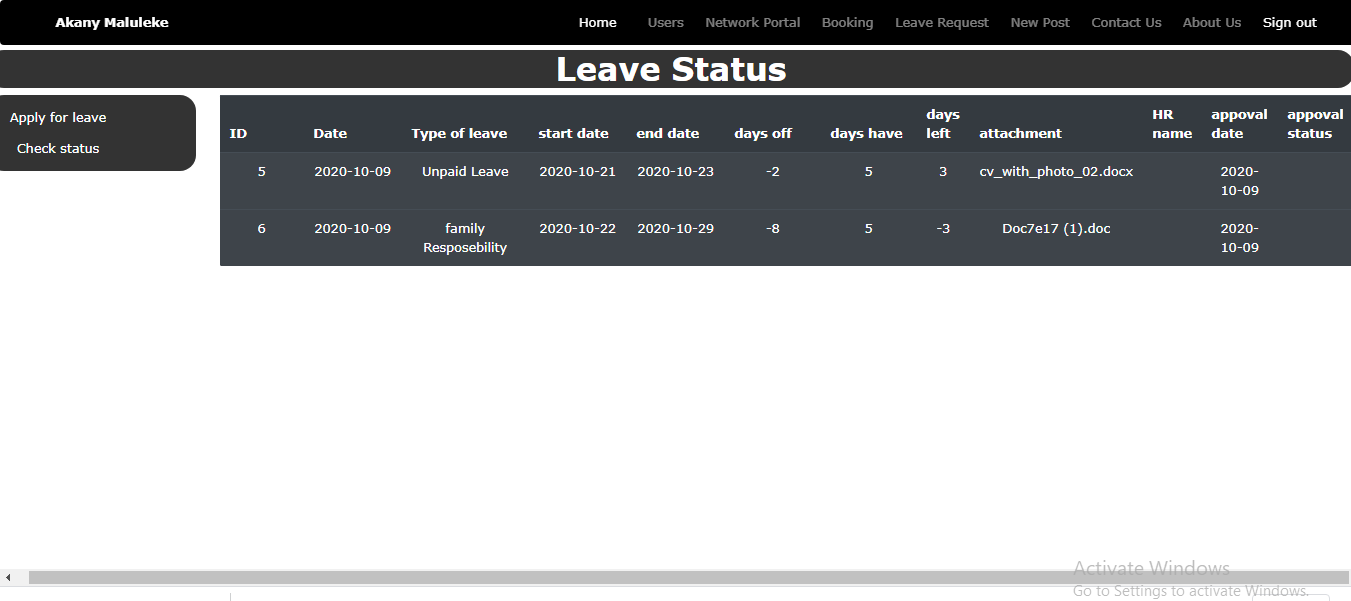 Akany Maluleke Home Users Network Portal Booking Leave Request New Post Contact Us About Us Sign out
Leave Status
Apply for leave
Check status
ID Date Type of leave start date end date days off days have days left attachment HR name appoval date appoval status
5 2020-10-09 Unpaid Leave 2020-10-21 2020-10-23 -2 5 3 cv_with_photo_02.docx 2020-10-09
6 2020-10-09 family Resposebility 2020-10-22 2020-10-29 -8 5 -3 Doc7e17 (1).doc 2020-10-09
Activate Windows
Go to Settings to activate Windows.